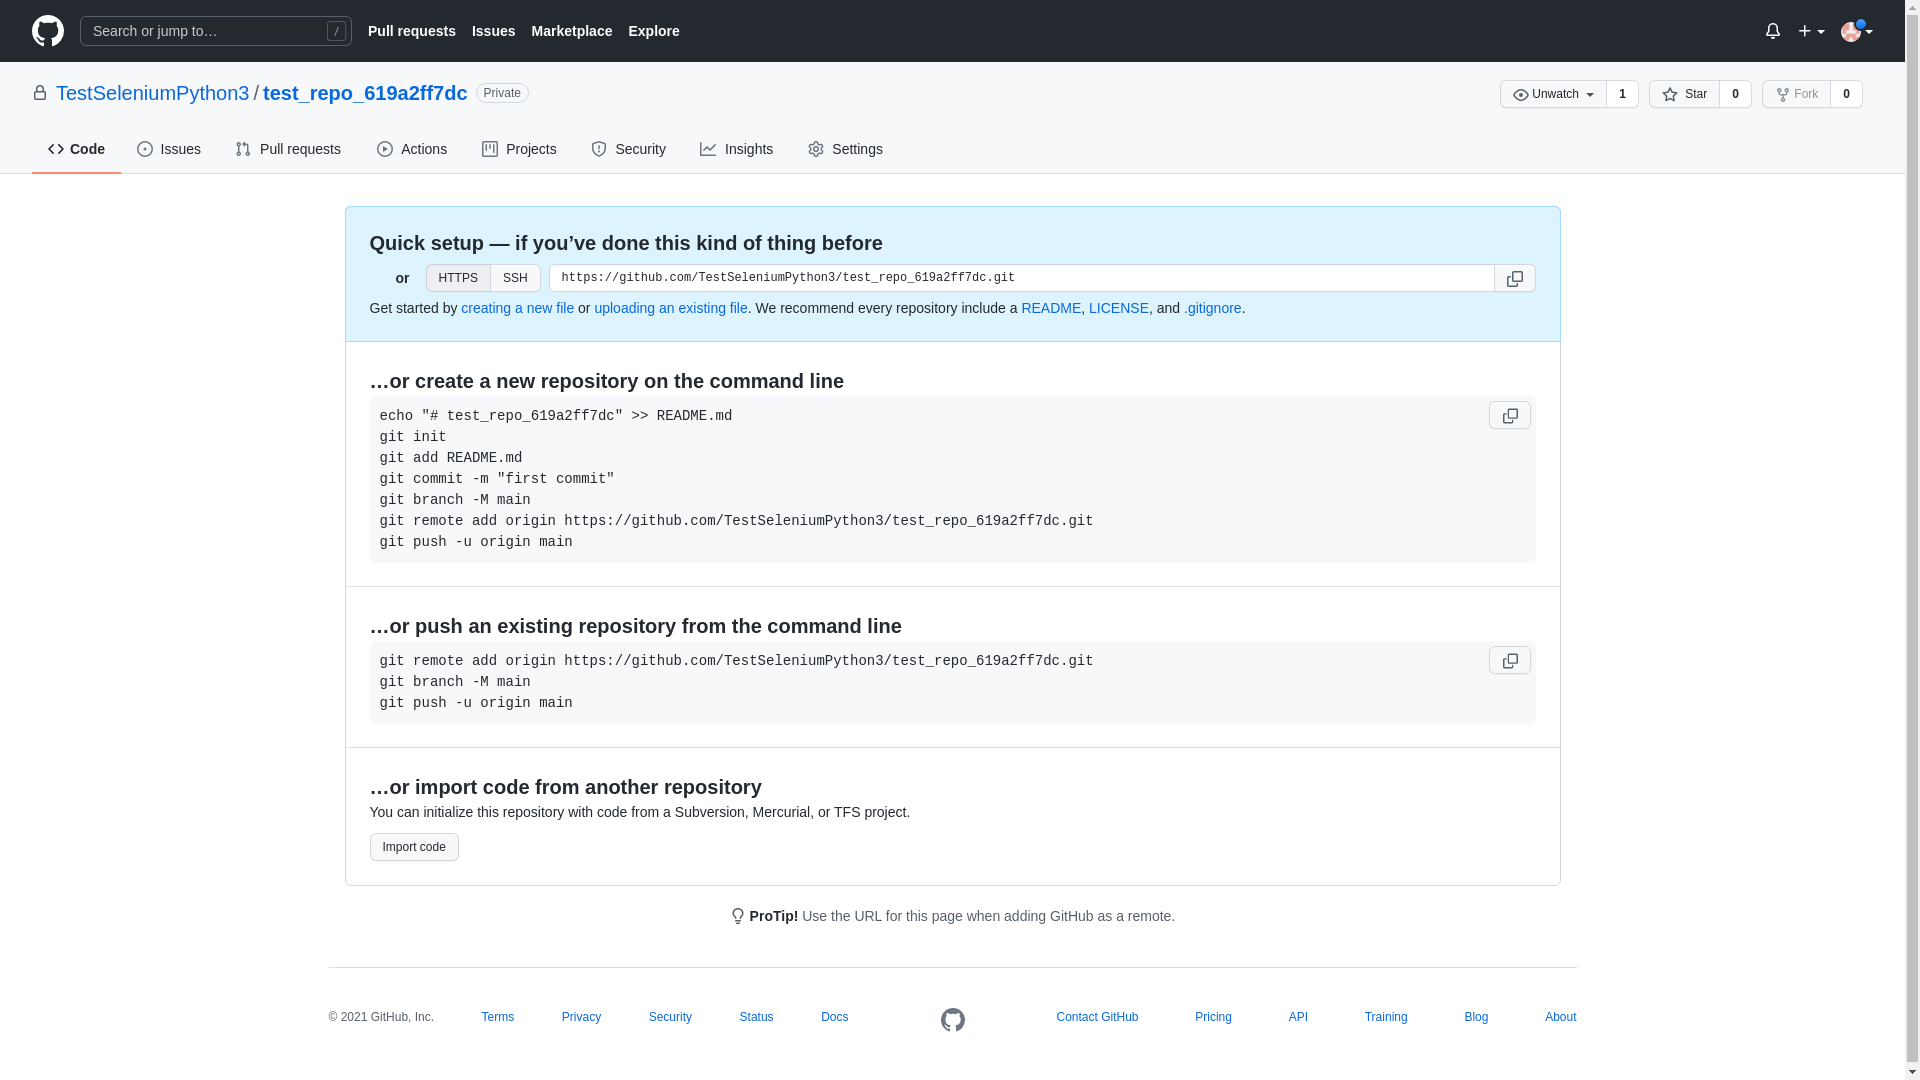 Search or jump to… /
Pull requests Issues Marketplace Explore
TestSeleniumPython3 / test_repo_619a2ff7dc Private
Unwatch 1 Star 0 Fork 0
Code Issues Pull requests Actions Projects Security Insights Settings
Quick setup — if you’ve done this kind of thing before
or HTTPS SSH https://github.com/TestSeleniumPython3/test_repo_619a2ff7dc.git
Get started by creating a new file or uploading an existing file. We recommend every repository include a README, LICENSE, and .gitignore.
…or create a new repository on the command line
echo "# test_repo_619a2ff7dc" >> README.md
git init
git add README.md
git commit -m "first commit"
git branch -M main
git remote add origin https://github.com/TestSeleniumPython3/test_repo_619a2ff7dc.git
git push -u origin main
…or push an existing repository from the command line
git remote add origin https://github.com/TestSeleniumPython3/test_repo_619a2ff7dc.git
git branch -M main
git push -u origin main
…or import code from another repository
You can initialize this repository with code from a Subversion, Mercurial, or TFS project.
Import code
ProTip! Use the URL for this page when adding GitHub as a remote.
© 2021 GitHub, Inc. Terms Privacy Security Status Docs Contact GitHub Pricing API Training Blog About